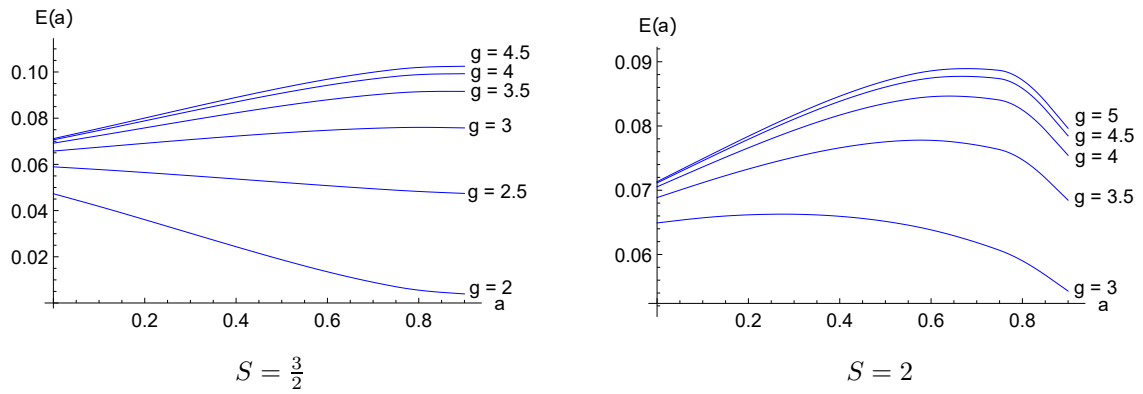 E(a)
0.10
0.08
0.06
0.04
0.02
0.2
0.4
0.6
0.8
a
g = 4.5
g = 4
g = 3.5
g = 3
g = 2.5
g = 2
S = 3/2
E(a)
0.09
0.08
0.07
0.06
0.2
0.4
0.6
0.8
a
g = 5
g = 4.5
g = 4
g = 3.5
g = 3
S = 2